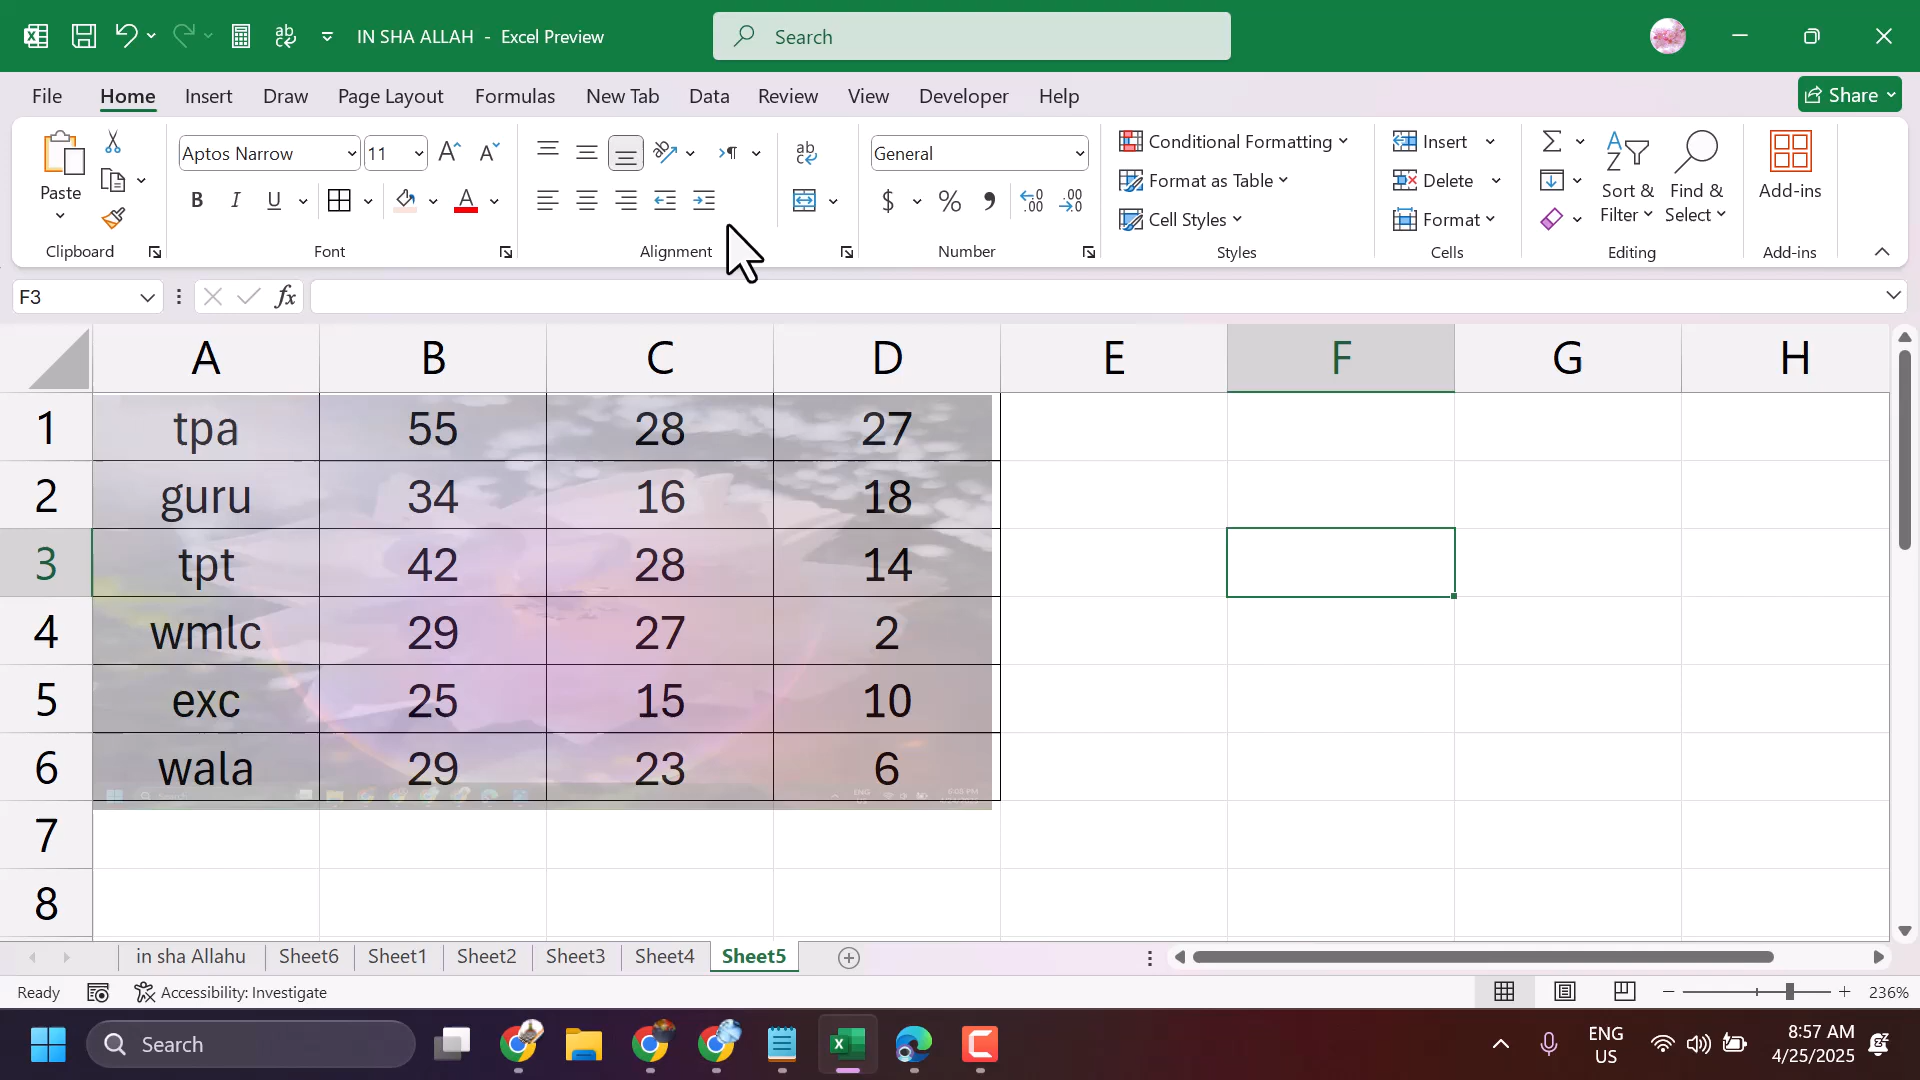 IN SHA ALLAH - Excel Preview
Search
File Home Insert Draw Page Layout Formulas New Tab Data Review View Developer Help Share
Paste
Aptos Narrow 11
ab
General
Conditional Formatting
Format as Table
Cell Styles
Insert
Delete
Format
Sort & Filter
Find & Select
Add-ins
B I U A $ % 9
Clipboard Font Alignment Number Styles Cells Editing Add-ins
F3 fx
A B C D E F G H
1 tpa 55 28 27
2 guru 34 16 18
3 tpt 42 28 14
4 wmlc 29 27 2
5 exc 25 15 10
6 wala 29 23 6
7
8
in sha Allahu Sheet6 Sheet1 Sheet2 Sheet3 Sheet4 Sheet5
Ready Accessibility: Investigate 236%
Search ENG US 8:57 AM 4/25/2025